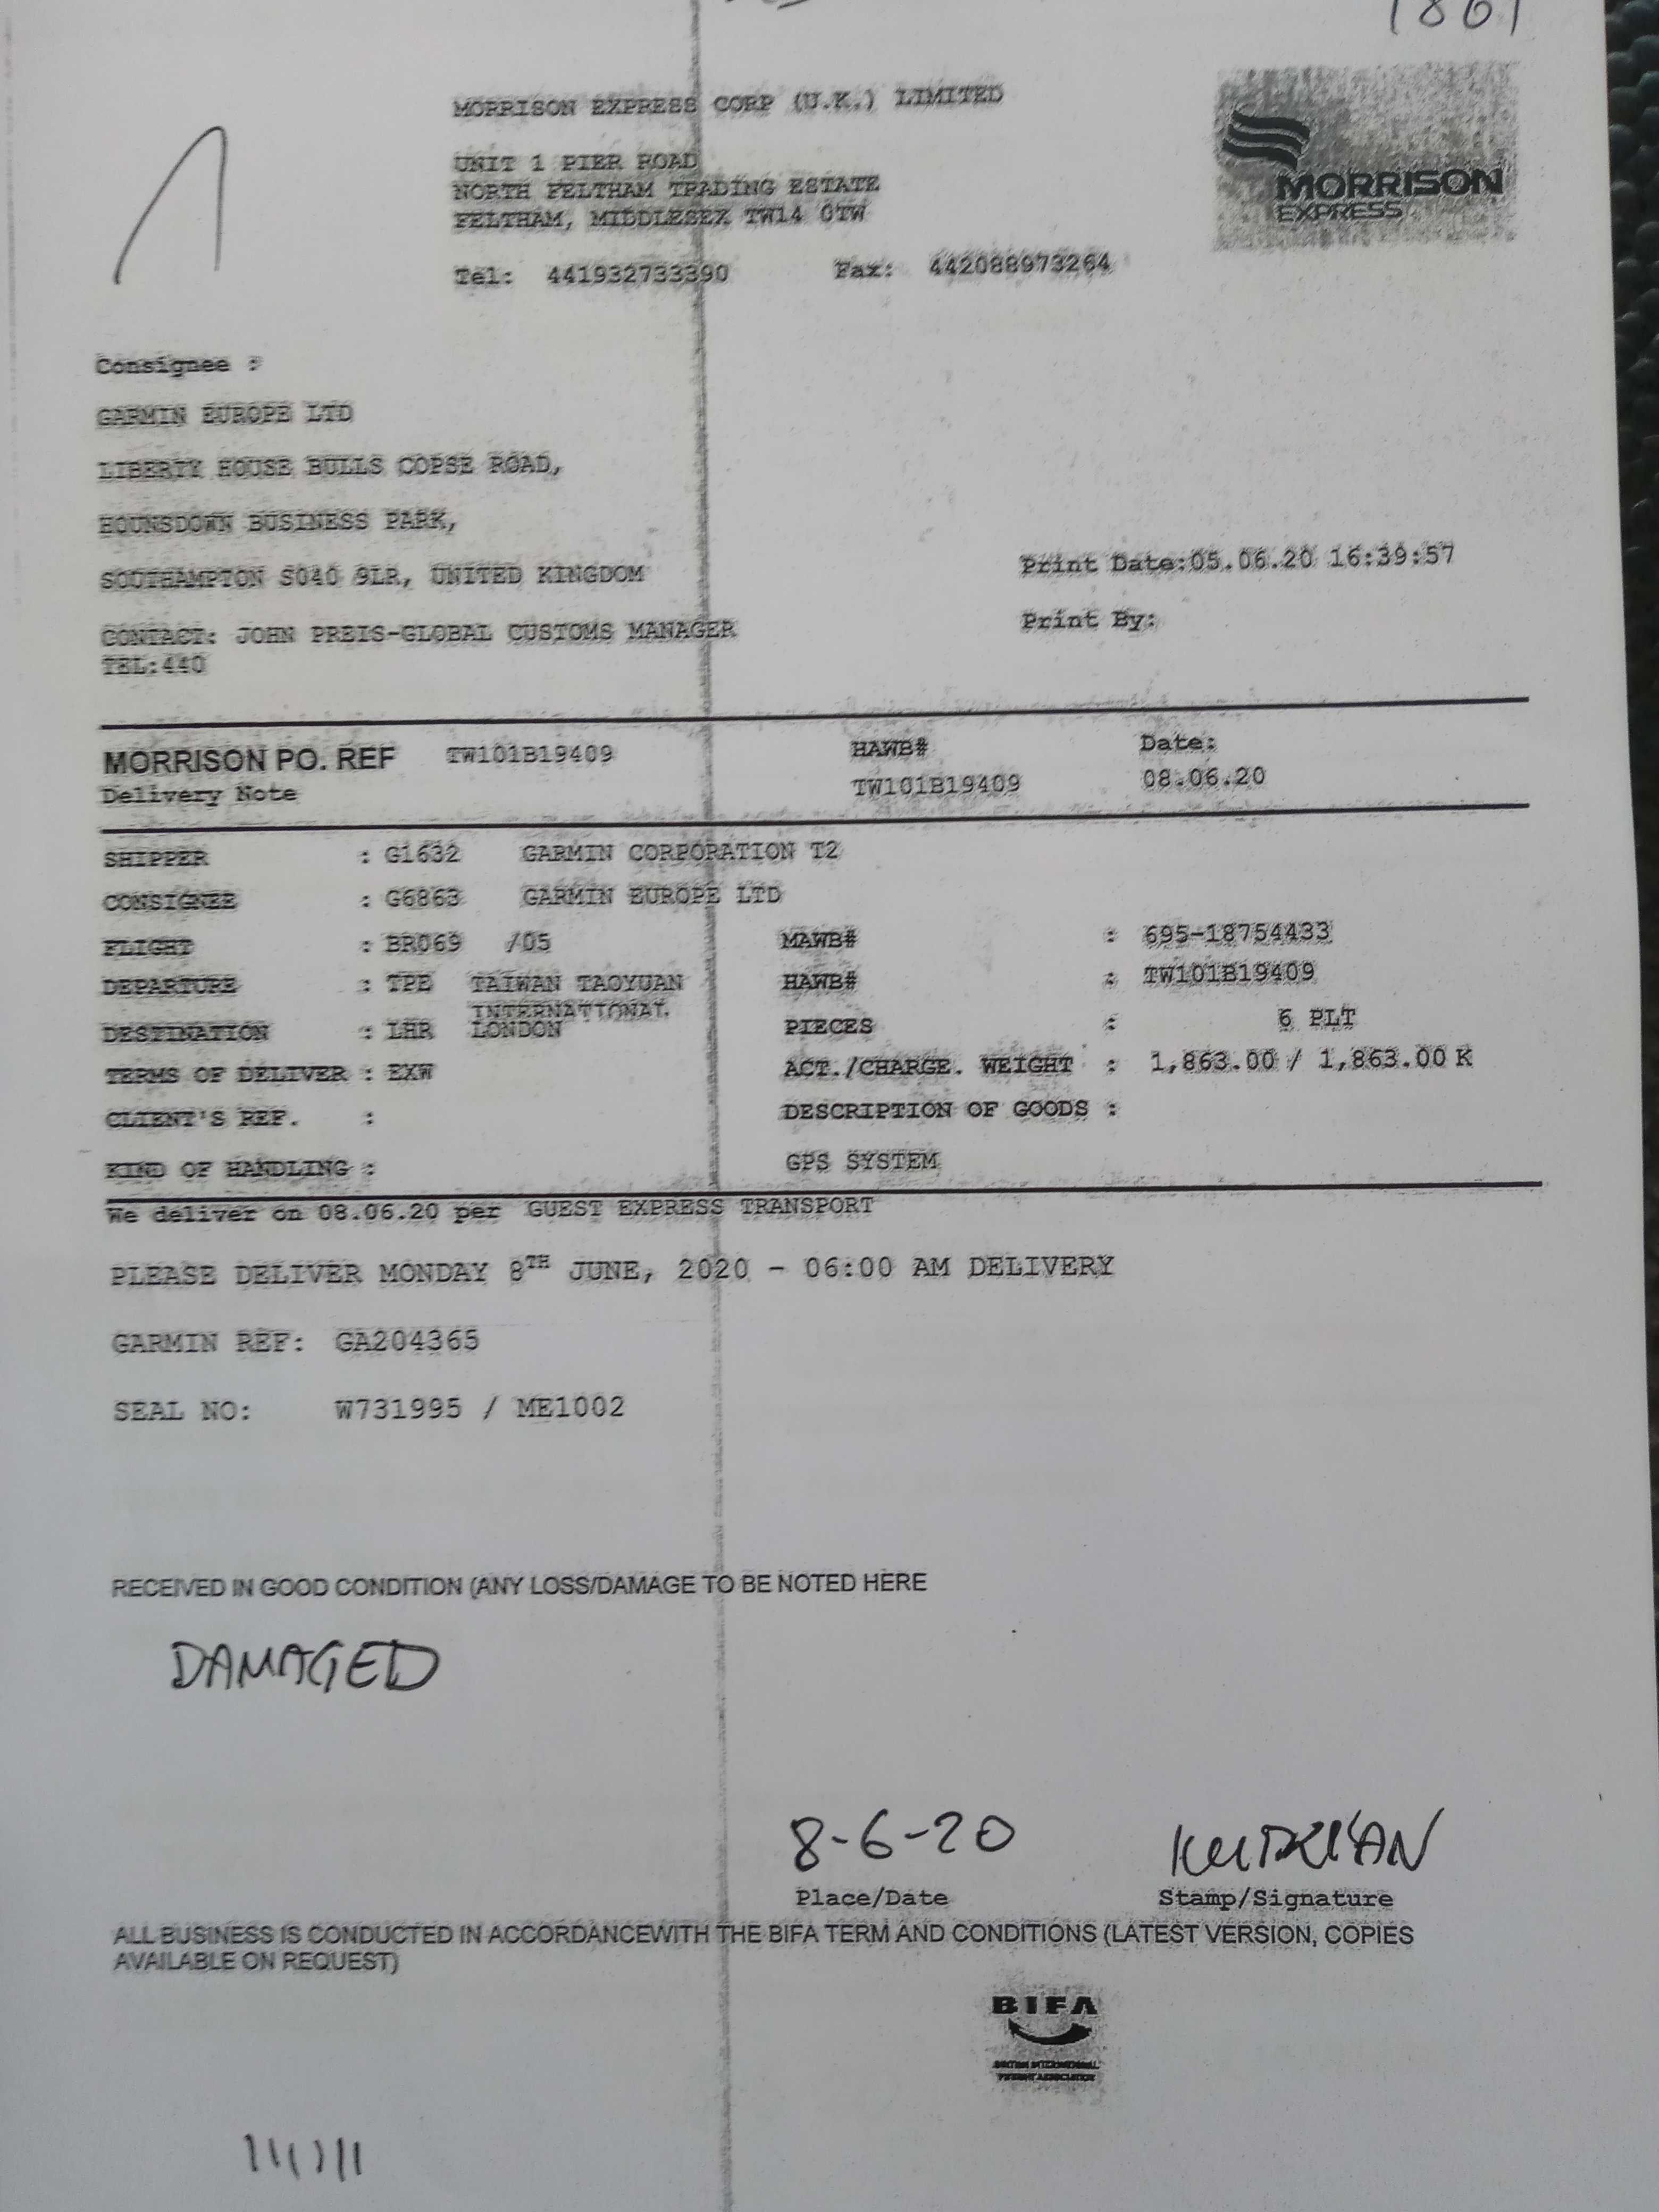 1861
MORRISON EXPRESS CORP (U.K.) LIMITED
UNIT 1 PIER ROAD
NORTH FELTHAM TRADING ESTATE
FELTHAM, MIDDLESEX TW14 0TW
Tel: 441932733390 Fax: 442088973264
MORRISON
EXPRESS
Consignee :
GARMIN EUROPE LTD
LIBERTY HOUSE BULLS COPSE ROAD,
HOUNSDOWN BUSINESS PARK,
SOUTHAMPTON SO40 9LR, UNITED KINGDOM
CONTACT: JOHN PREIS-GLOBAL CUSTOMS MANAGER
TEL:440
Print Date:05.06.20 16:39:57
Print By:
MORRISON PO. REF TW101B19409 HAWB# Date:
Delivery Note TW101B19409 08.06.20
SHIPPER : G1632 GARMIN CORPORATION T2
CONSIGNEE : G6863 GARMIN EUROPE LTD
FLIGHT : BR069 /05 MAWB# : 695-18754433
DEPARTURE : TPE TAIWAN TAOYUAN INTERNATIONAL HAWB# : TW101B19409
DESTINATION : LHR LONDON PIECES : 6 PLT
TERMS OF DELIVER : EXW ACT./CHARGE. WEIGHT : 1,863.00 / 1,863.00 K
CLIENT'S REF. : DESCRIPTION OF GOODS :
KIND OF HANDLING : GPS SYSTEM
We deliver on 08.06.20 per GUEST EXPRESS TRANSPORT
PLEASE DELIVER MONDAY 8TH JUNE, 2020 - 06:00 AM DELIVERY
GARMIN REF: GA204365
SEAL NO: W731995 / ME1002
RECEIVED IN GOOD CONDITION (ANY LOSS/DAMAGE TO BE NOTED HERE
DAMAGED
8-6-20
Place/Date Stamp/Signature
ALL BUSINESS IS CONDUCTED IN ACCORDANCEWITH THE BIFA TERM AND CONDITIONS (LATEST VERSION, COPIES
AVAILABLE ON REQUEST)
BIFA
BRITISH INTERNATIONAL
FREIGHT ASSOCIATION